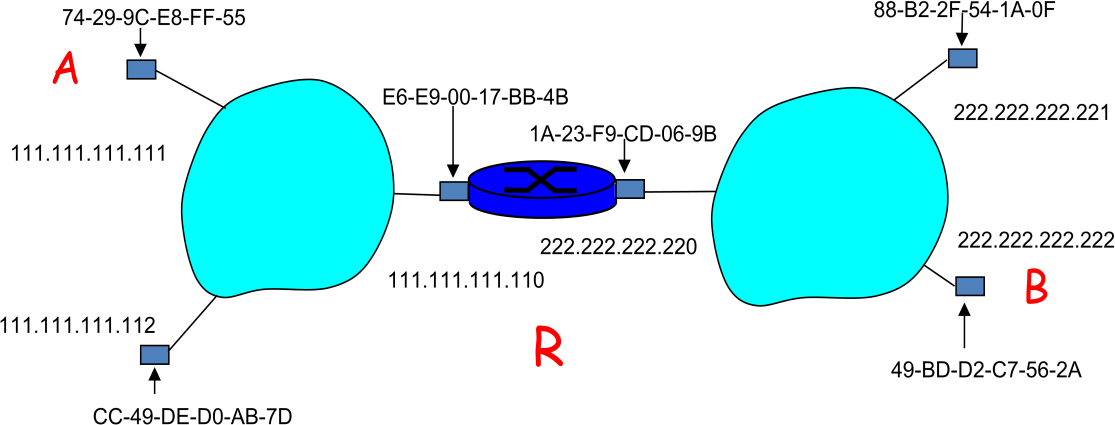 74-29-9C-E8-FF-55
88-B2-2F-54-1A-0F
A
E6-E9-00-17-BB-4B
222.222.222.221
1A-23-F9-CD-06-9B
111.111.111.111
222.222.222.222
222.222.222.220
111.111.111.110
B
111.111.111.112
R
49-BD-D2-C7-56-2A
CC-49-DE-D0-AB-7D